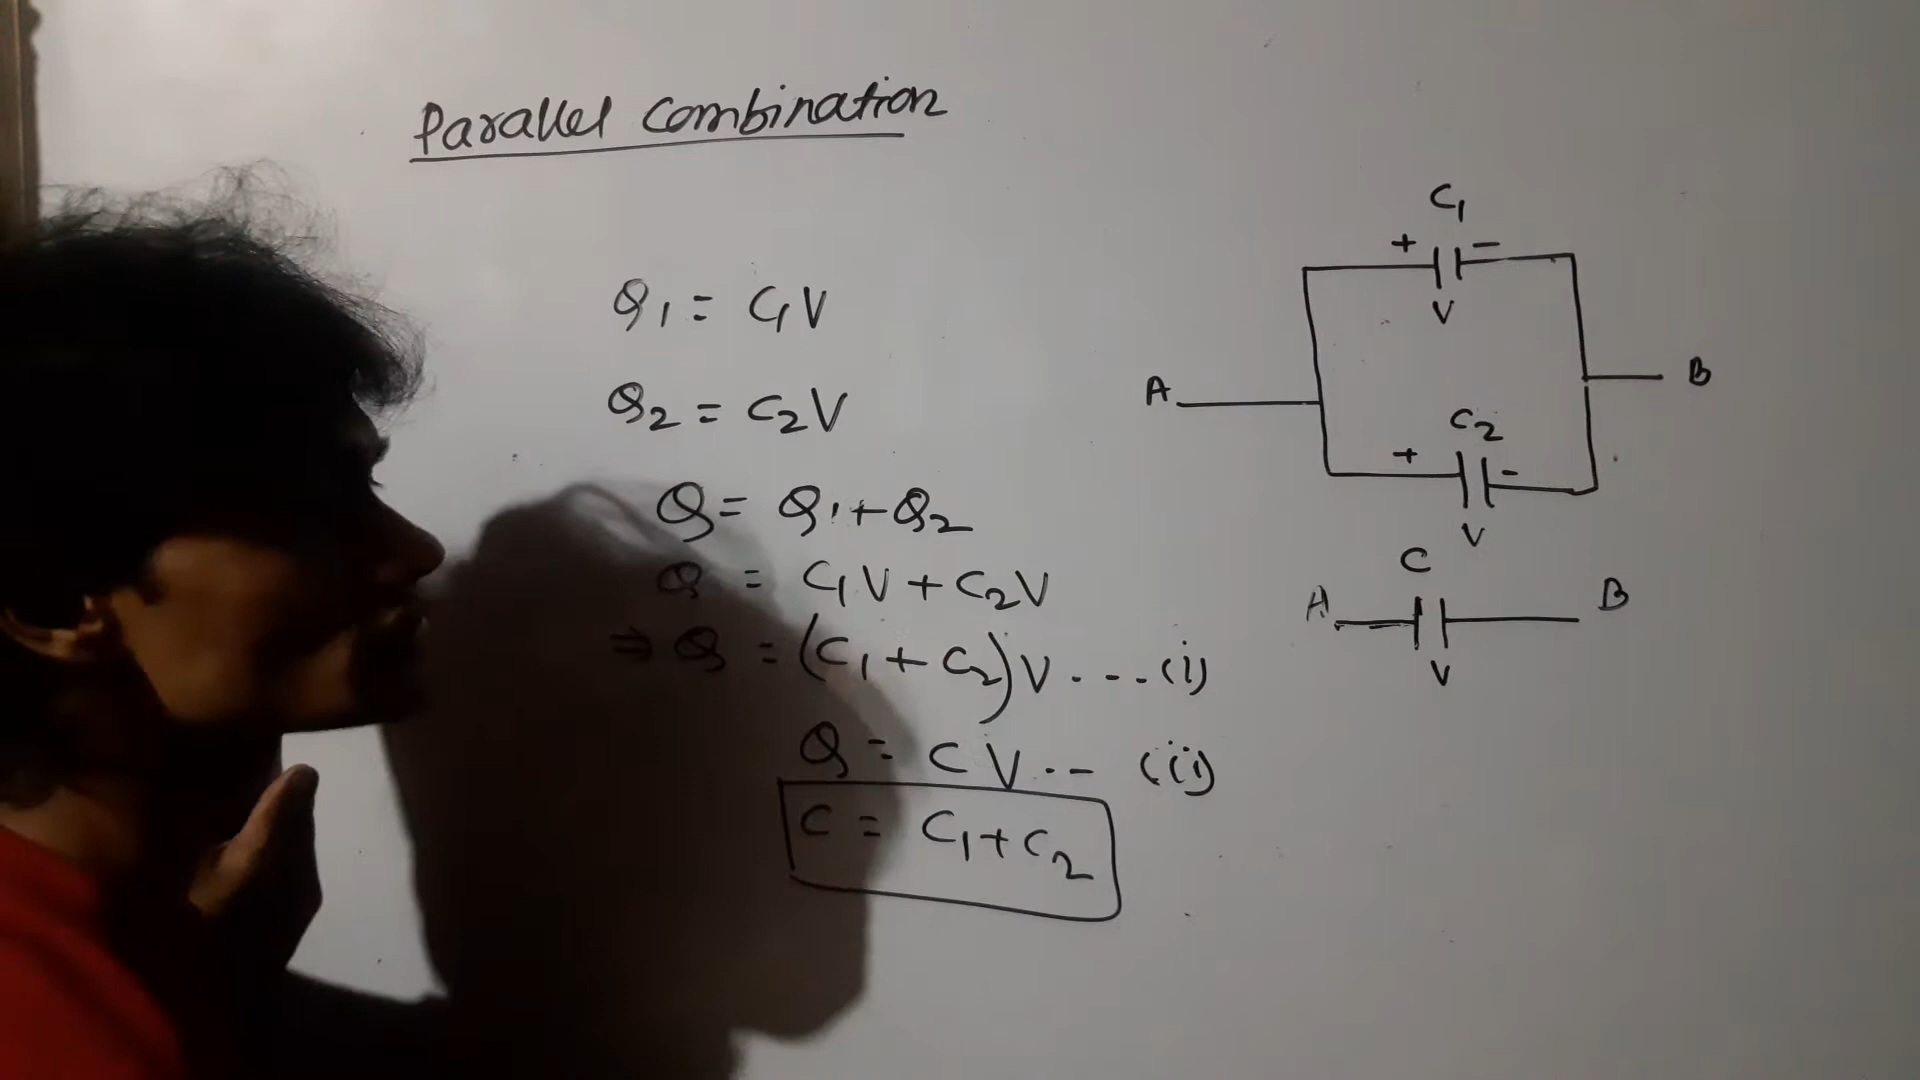 Parallel Combination
Q1 = C1V
Q2 = C2V
Q = Q1+Q2
Q = C1V + C2V
⇒ Q = (C1 + C2)V ---- (i)
Q = CV --- (ii)
C = C1+C2
C1
+ -
V
A B
C2
+ -
V
C
A B
V